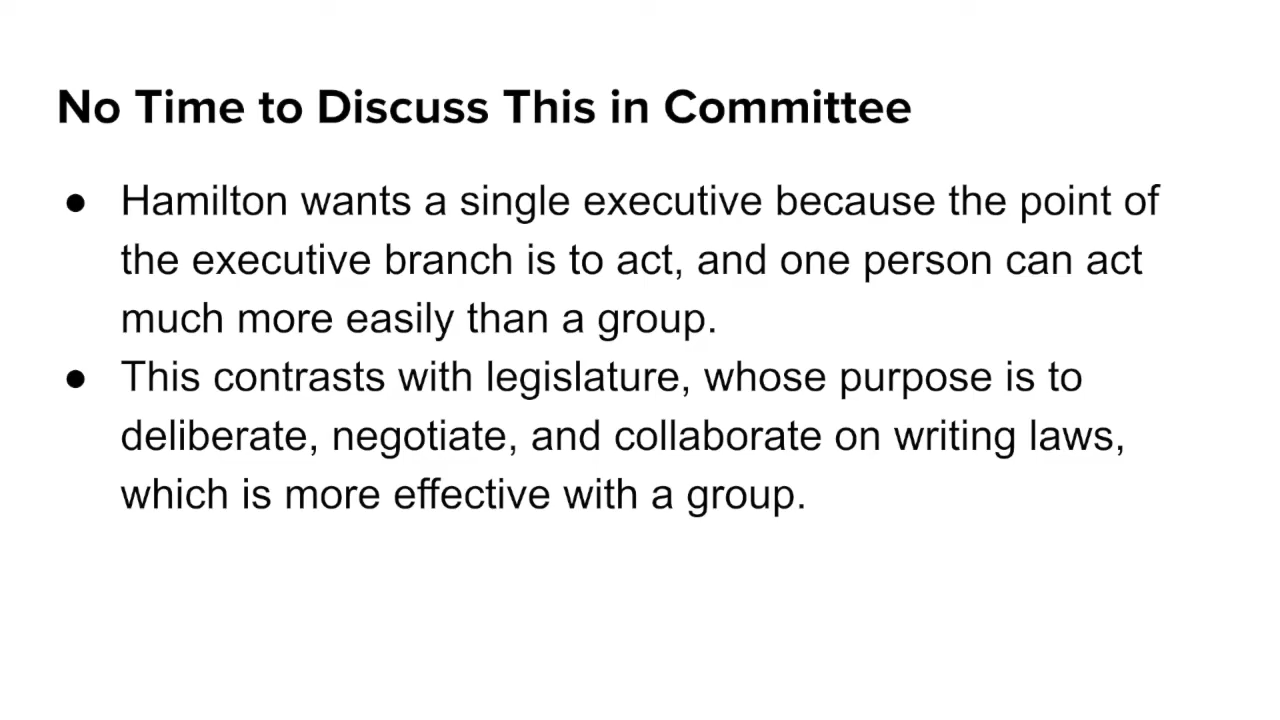 No Time to Discuss This in Committee
● Hamilton wants a single executive because the point of
the executive branch is to act, and one person can act
much more easily than a group.
● This contrasts with legislature, whose purpose is to
deliberate, negotiate, and collaborate on writing laws,
which is more effective with a group.